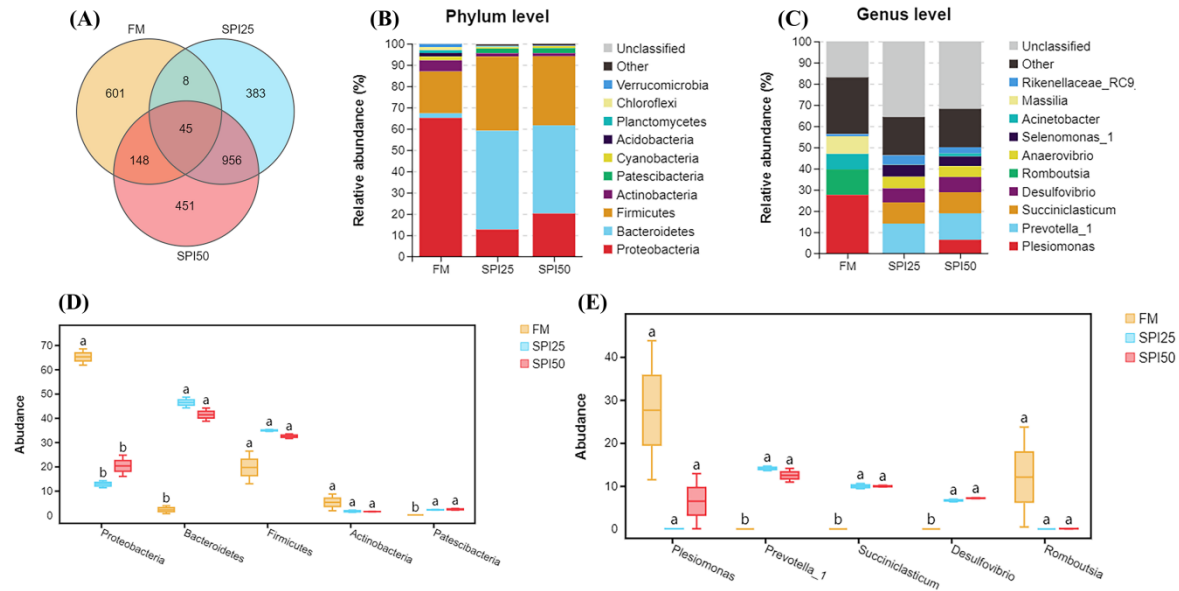 (A)
FM
SPI25
601
8
383
45
148
956
451
SPI50
(B)
Phylum level
Relative abundance (%)
100
90
80
70
60
50
40
30
20
10
0
FM
SPI25
SPI50
Unclassified
Other
Verrucomicrobia
Chloroflexi
Planctomycetes
Acidobacteria
Cyanobacteria
Patescibacteria
Actinobacteria
Firmicutes
Bacteroidetes
Proteobacteria
(C)
Genus level
Relative abundance (%)
100
90
80
70
60
50
40
30
20
10
0
FM
SPI25
SPI50
Unclassified
Other
Rikenellaceae_RC9_
Massilia
Acinetobacter
Selenomonas_1
Anaerovibrio
Romboutsia
Desulfovibrio
Succiniclasticum
Prevotella_1
Plesiomonas
(D)
Abudance
70
60
50
40
30
20
10
0
a
b
b
b
a
a
a
a
a
a
a
a
b
a
a
Proteobacteria
Bacteroidetes
Firmicutes
Actinobacteria
Patescibacteria
FM
SPI25
SPI50
(E)
Abudance
40
30
20
10
0
a
a
a
b
a
a
b
a
a
b
a
a
a
a
a
Plesiomonas
Prevotella_1
Succiniclasticum
Desulfovibrio
Romboutsia
FM
SPI25
SPI50